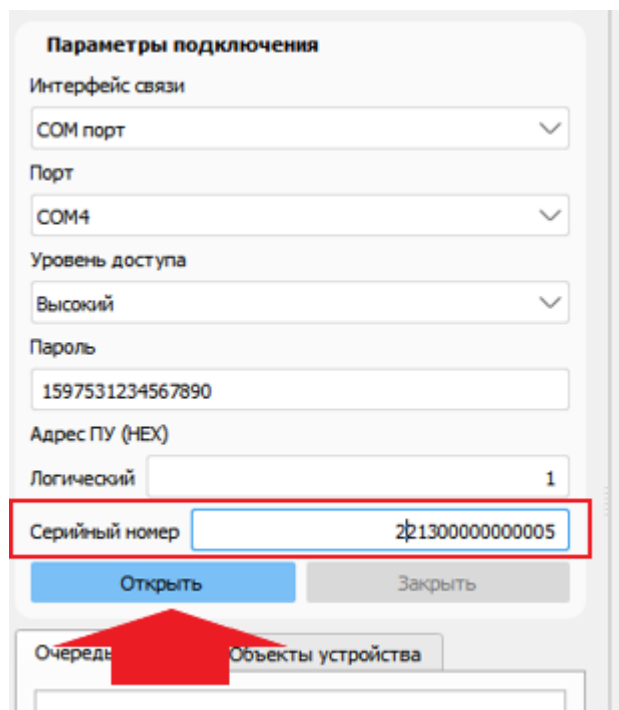 Параметры подключения
Интерфейс связи
COM порт
Порт
COM4
Уровень доступа
Высокий
Пароль
1597531234567890
Адрес ПУ (HEX)
Логический 1
Серийный номер 221300000000005
Открыть Закрыть
Очередь Объекты устройства